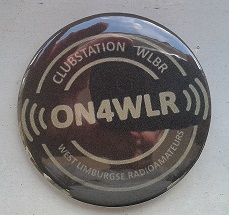 CLUBSTATION WLBR
ON4WLR
WEST LIMBURGSE RADIOAMATEURS